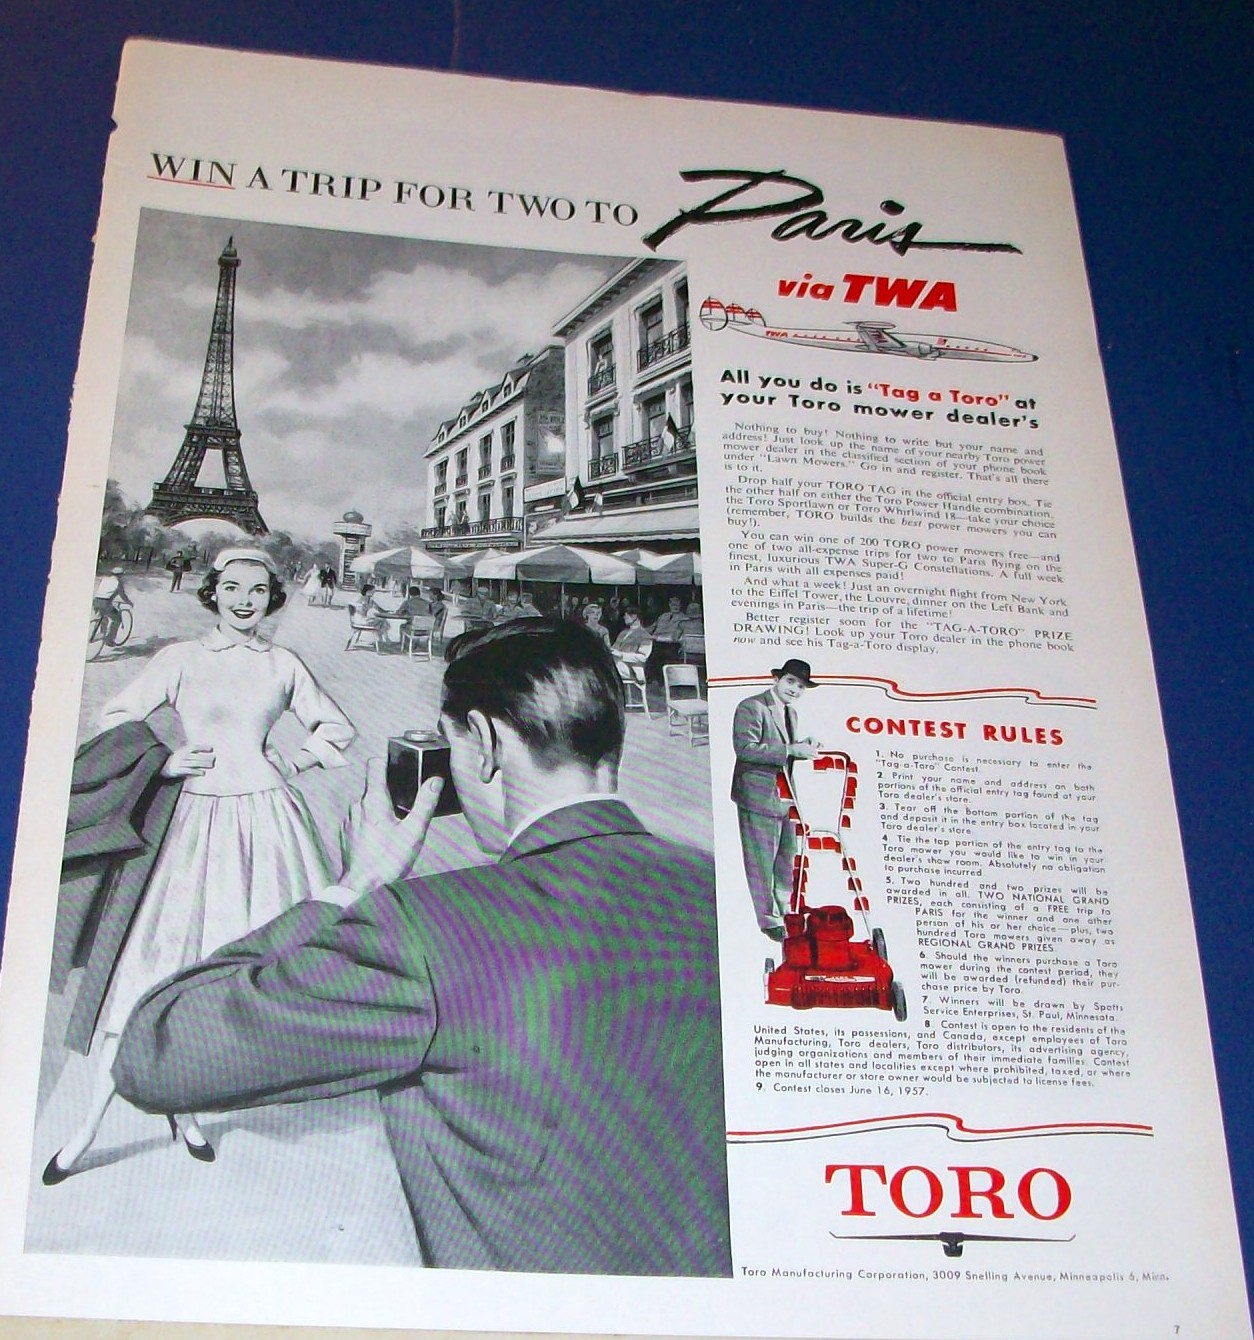 WIN A TRIP FOR TWO TO Paris
via TWA
TWA
All you do is "Tag a Toro" at
your Toro mower dealer's
Nothing to buy! Nothing to write but your name and
address! Just look up the name of your nearby Toro power
mower dealer in the classified section of your phone book
under "Lawn Mowers." Go in and register. That's all there
is to it.
Drop half your TORO TAG in the official entry box. Tie
the other half on either the Toro Power Handle combination,
the Toro Sportlawn or Toro Whirlwind 18—take your choice
(remember, TORO builds the best power mowers you can
buy!).
You can win one of 200 TORO power mowers free—and
one of two all-expense trips for two to Paris flying on the
finest, luxurious TWA Super-G Constellations. A full week
in Paris with all expenses paid!
And what a week! Just an overnight flight from New York
to the Eiffel Tower, the Louvre, dinner on the Left Bank and
evenings in Paris—the trip of a lifetime!
Better register soon for the "TAG-A-TORO" PRIZE
DRAWING! Look up your Toro dealer in the phone book
now and see his Tag-a-Toro display.
CONTEST RULES
1. No purchase is necessary to enter the
"Tag-a-Toro" Contest.
2. Print your name and address on both
portions of the official entry tag found at your
Toro dealer's store.
3. Tear off the Bottom portion of the tag
and deposit it in the entry box located in your
Toro dealer's store.
4. Tie the top portion of the entry tag to the
Toro mower you would like to win in your
dealer's show room. Absolutely no obligation
to purchase incurred
5. Two hundred and two prizes will be
awarded in all. TWO NATIONAL GRAND
PRIZES, each consisting of a FREE trip to
PARIS for the winner and one other
person of his or her choice—plus, two
hundred Toro mowers given away as
REGIONAL GRAND PRIZES
6. Should the winners purchase a Toro
mower during the contest period, they
will be awarded (refunded) their pur-
chase price by Toro.
7. Winners will be drawn by Spotts
Service Enterprises, St. Paul, Minnesota.
8. Contest is open to the residents of the
United States, its possessions, and Canada, except employees of Toro
Manufacturing, Toro dealers, Toro distributors, its advertising agency,
judging organizations and members of their immediate families. Contest
open in all states and localities except where prohibited, taxed, or where
the manufacturer or store owner would be subjected to license fees.
9. Contest closes June 16, 1957.
TORO
Toro Manufacturing Corporation, 3009 Snelling Avenue, Minneapolis 6, Minn.
7